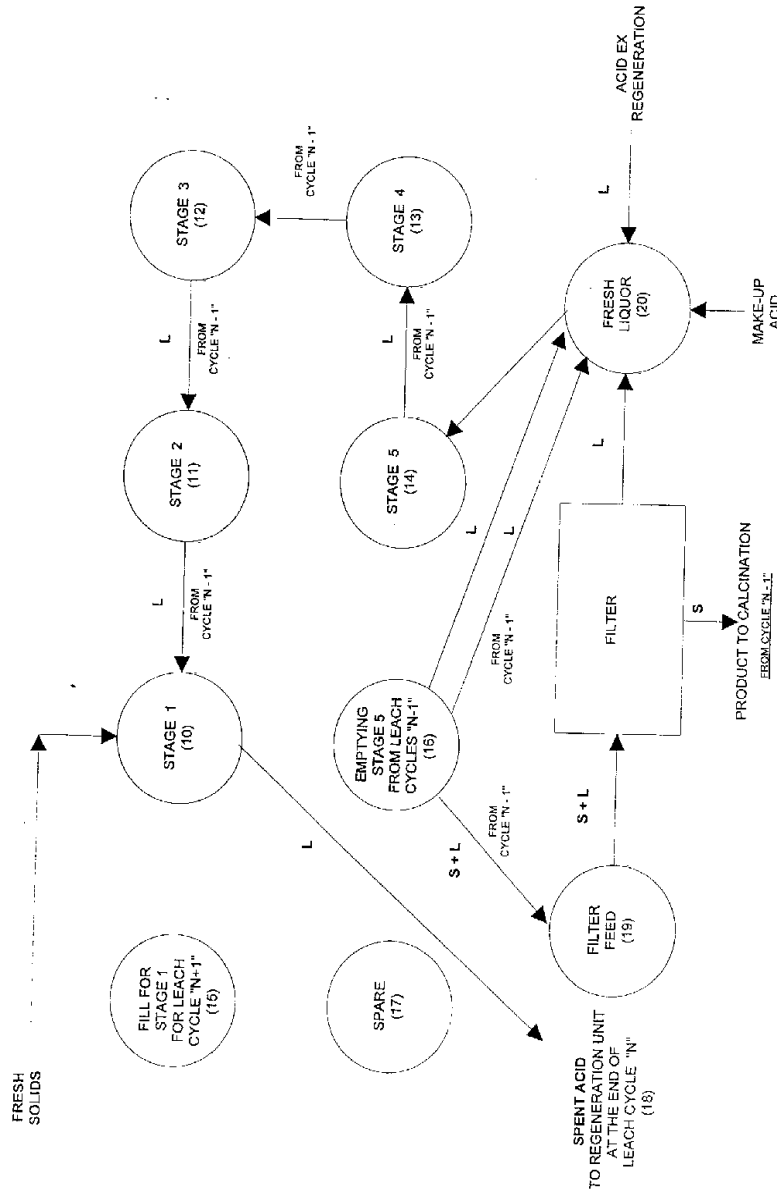 FRESH
SOLIDS
FILL FOR
STAGE 1
FOR LEACH
CYCLE "N+1"
(15)
STAGE 1
(10)
L
FROM
CYCLE "N - 1"
STAGE 2
(11)
L
FROM
CYCLE "N - 1"
STAGE 3
(12)
FROM
CYCLE "N - 1"
SPARE
(17)
L
EMPTYING
STAGE 5
FROM LEACH
CYCLES "N-1"
(16)
STAGE 5
(14)
L
FROM
CYCLE "N - 1"
STAGE 4
(13)
S + L
FROM
CYCLE "N - 1"
L
L
FROM
CYCLE "N - 1"
SPENT ACID
TO REGENERATION UNIT
AT THE END OF
LEACH CYCLE "N"
(18)
FILTER
FEED
(19)
S + L
FILTER
L
FRESH
LIQUOR
(20)
L
ACID EX
REGENERATION
S
PRODUCT TO CALCINATION
FROM CYCLE "N-1"
MAKE-UP
ACID